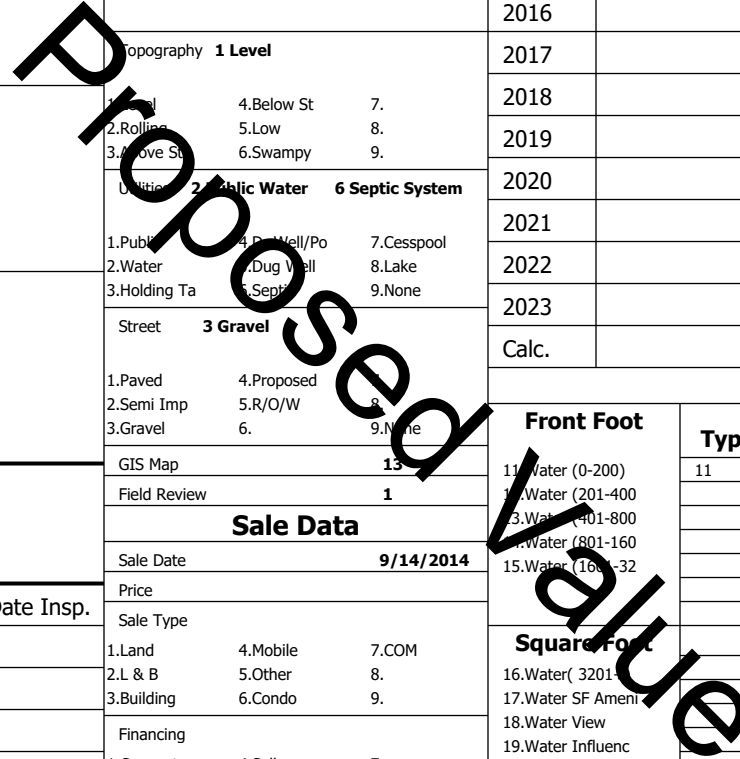 Topography 1 Level
4.Below St 7.
2.Rolling 5.Low 8.
3.Above St 6.Swampy 9.
Utilities 2 Public Water 6 Septic System
4.Dr Well/Po 7.Cesspool
2.Water 5.Dug Well 8.Lake
3.Holding Ta 6.Septic 9.None
Street 3 Gravel
1.Paved 4.Proposed
2.Semi Imp 5.R/O/W 8.
3.Gravel 6. 9.None
GIS Map 13
Field Review 1
Sale Data
Sale Date 9/14/2014
Price
Sale Type
1.Land 4.Mobile 7.COM
2.L & B 5.Other 8.
3.Building 6.Condo 9.
Financing
Date Insp.
2016
2017
2018
2019
2020
2021
2022
2023
Calc.
Front Foot
11.Water (0-200) 11
12.Water (201-400
13.Water (401-800
14.Water (801-160
15.Water (1601-32
Square Foot
16.Water( 3201-
17.Water SF Ameni
18.Water View
19.Water Influenc
Proposed Value